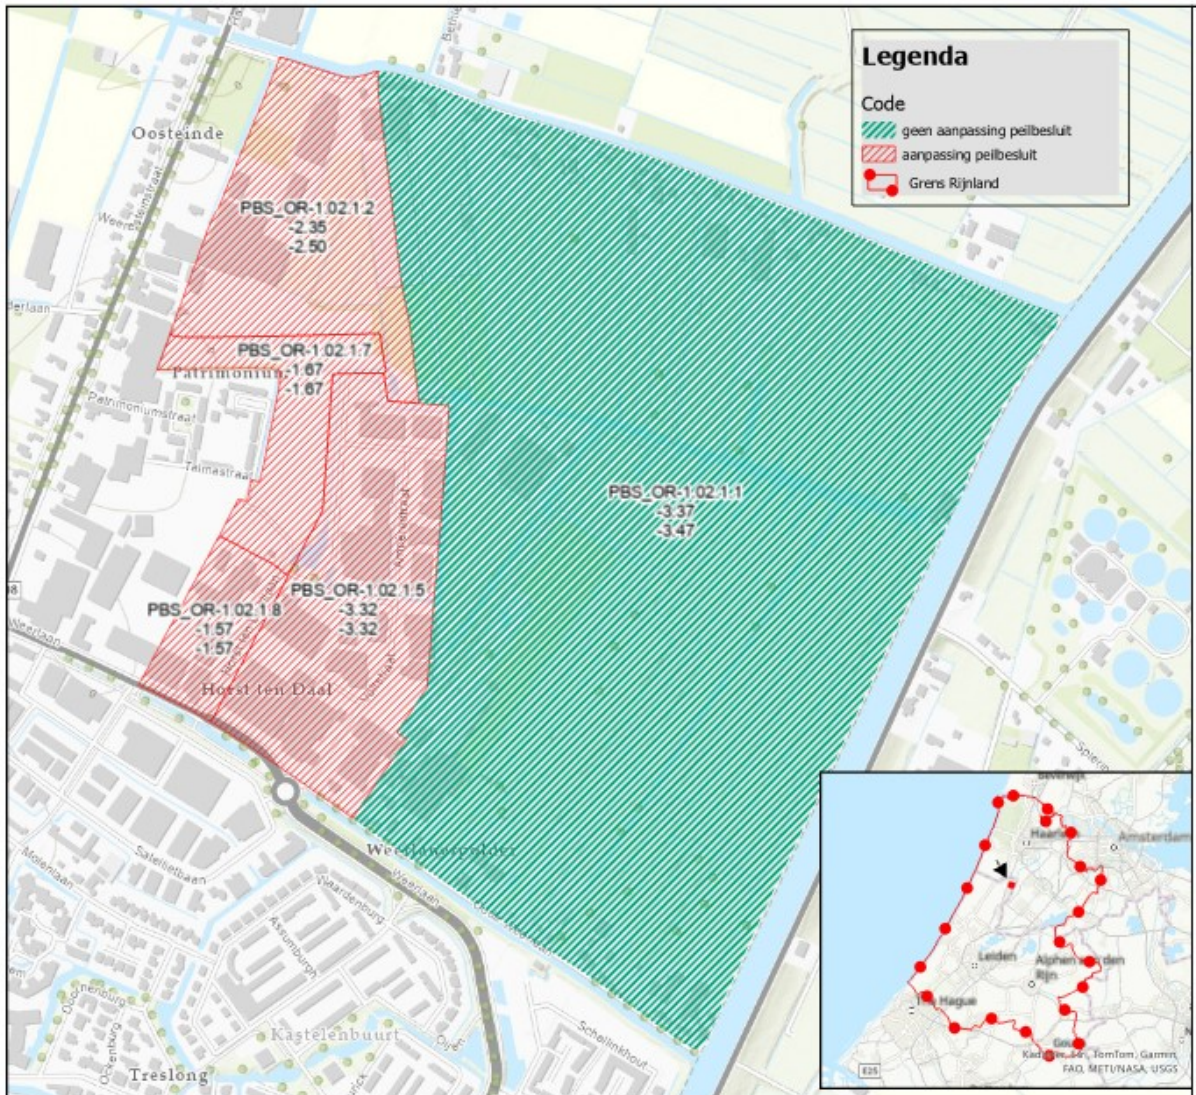 Legenda
Code
geen aanpassing peilbesluit
aanpassing peilbesluit
Grens Rijnland
Oosteinde
PBS_OR-1.02.1.2
-2.35
-2.50
PBS_OR-1.02.1.7
-1.67
-1.67
Patrimoniumstraat
Talmastraat
PBS_OR-1.02.1.1
-3.37
-3.47
Amperestraat
PBS_OR-1.02.1.5
-3.32
-3.32
PBS_OR-1.02.1.8
-1.57
-1.57
Horst ten Daal
Weerlaan
Molenlaan
Satellietbaan
Naardenburg
Assumburgh
Kastelenbuurt
Ockenburg
Treslong
Schellinkhout
Haarlem
Amsterdam
Leiden
Alphen aan den
Rijn
The Hague
E25
Kadaster, Esri, TomTom, Garmin,
FAO, METI/NASA, USGS